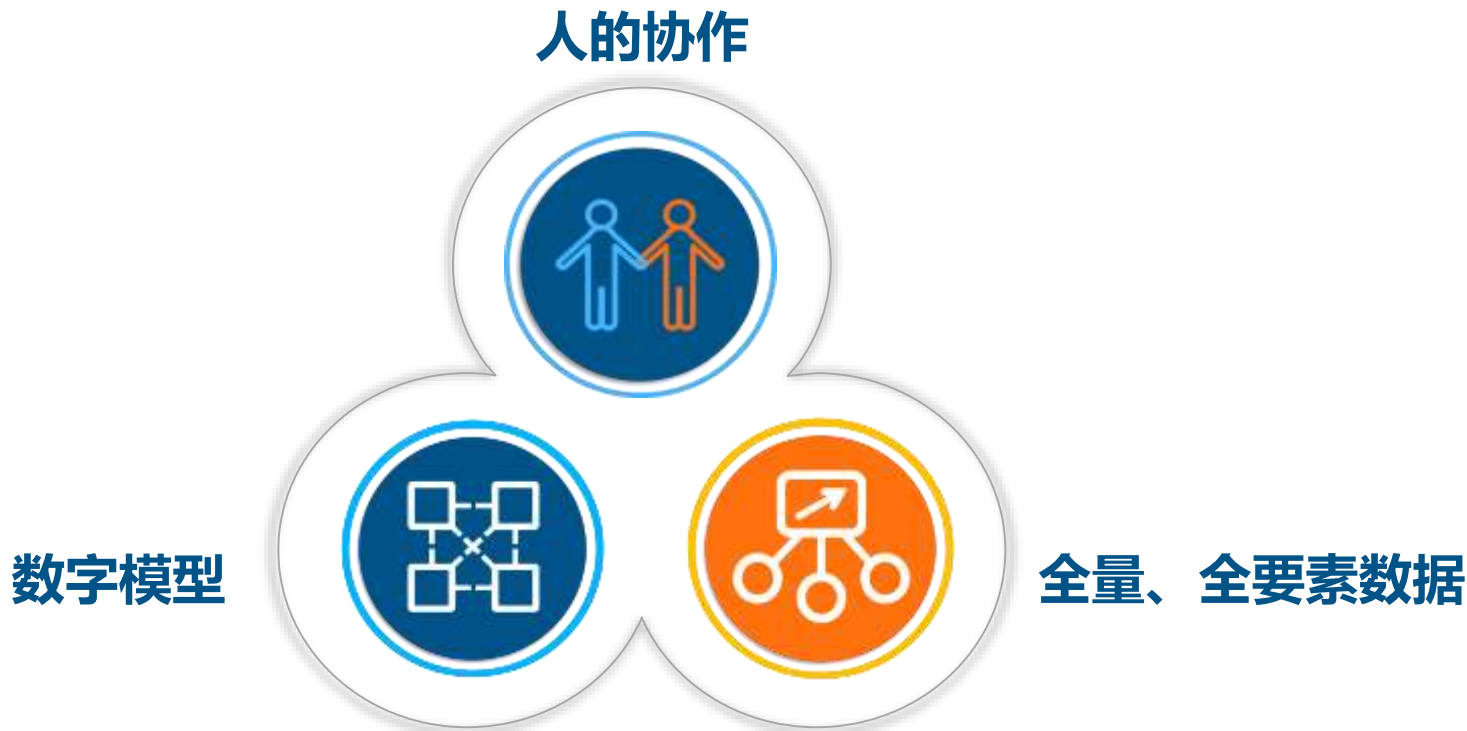 人的协作
数字模型
全量、全要素数据